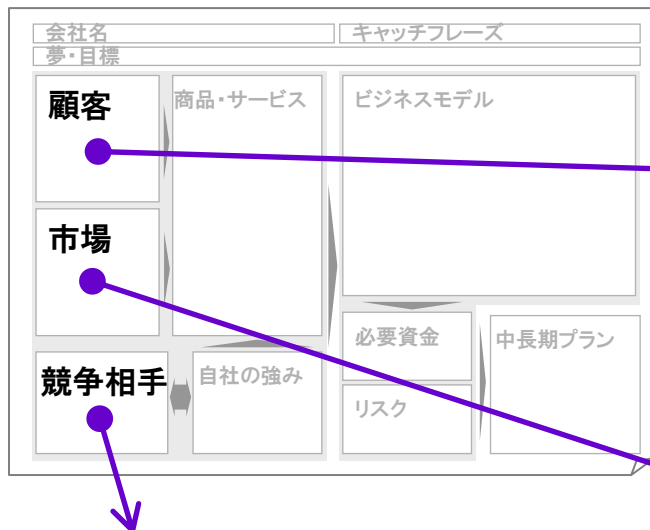 会社名
キャッチフレーズ
夢・目標
顧客
商品・サービス
ビジネスモデル
市場
必要資金
中長期プラン
競争相手
自社の強み
リスク